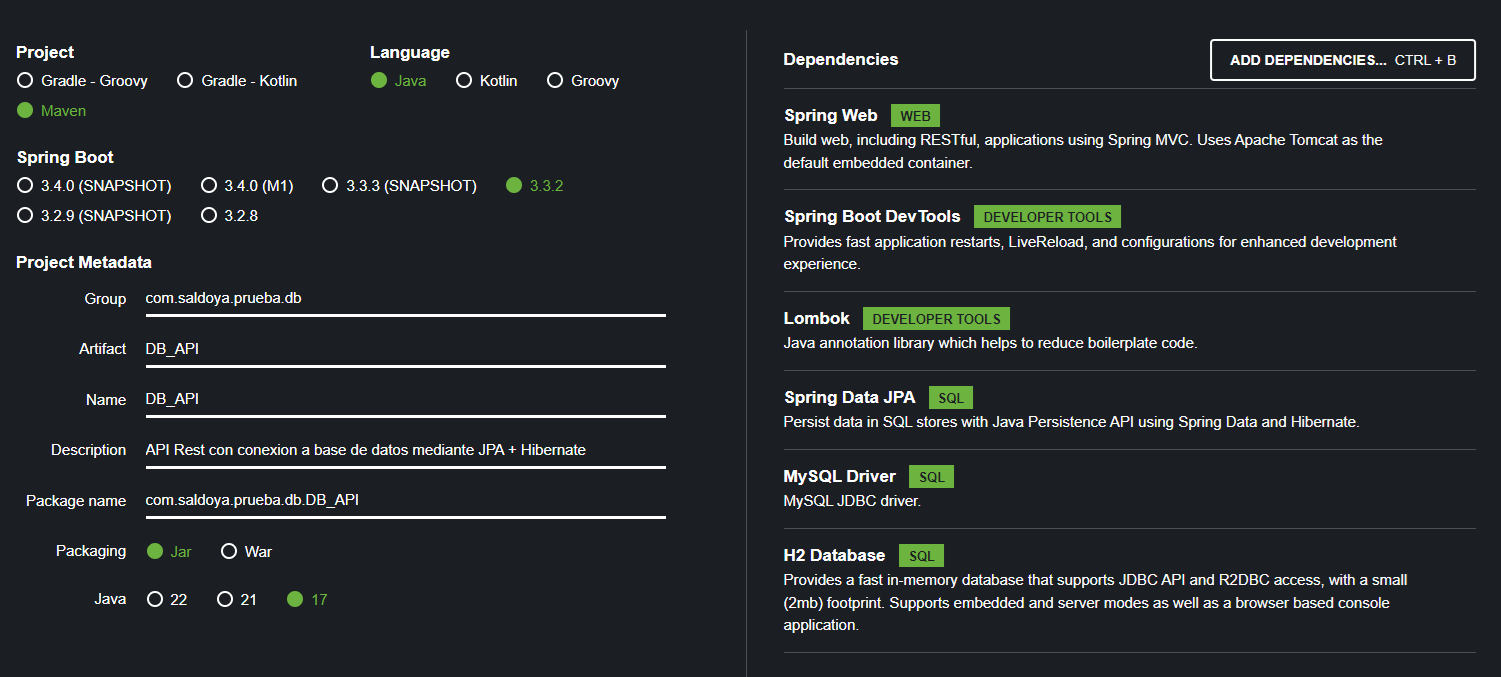 Project
Gradle - Groovy Gradle - Kotlin
Maven
Language
Java Kotlin Groovy
Spring Boot
3.4.0 (SNAPSHOT) 3.4.0 (M1) 3.3.3 (SNAPSHOT) 3.3.2
3.2.9 (SNAPSHOT) 3.2.8
Project Metadata
Group com.saldoya.prueba.db
Artifact DB_API
Name DB_API
Description API Rest con conexion a base de datos mediante JPA + Hibernate
Package name com.saldoya.prueba.db.DB_API
Packaging Jar War
Java 22 21 17
Dependencies
ADD DEPENDENCIES... CTRL + B
Spring Web WEB
Build web, including RESTful, applications using Spring MVC. Uses Apache Tomcat as the
default embedded container.
Spring Boot DevTools DEVELOPER TOOLS
Provides fast application restarts, LiveReload, and configurations for enhanced development
experience.
Lombok DEVELOPER TOOLS
Java annotation library which helps to reduce boilerplate code.
Spring Data JPA SQL
Persist data in SQL stores with Java Persistence API using Spring Data and Hibernate.
MySQL Driver SQL
MySQL JDBC driver.
H2 Database SQL
Provides a fast in-memory database that supports JDBC API and R2DBC access, with a small
(2mb) footprint. Supports embedded and server modes as well as a browser based console
application.